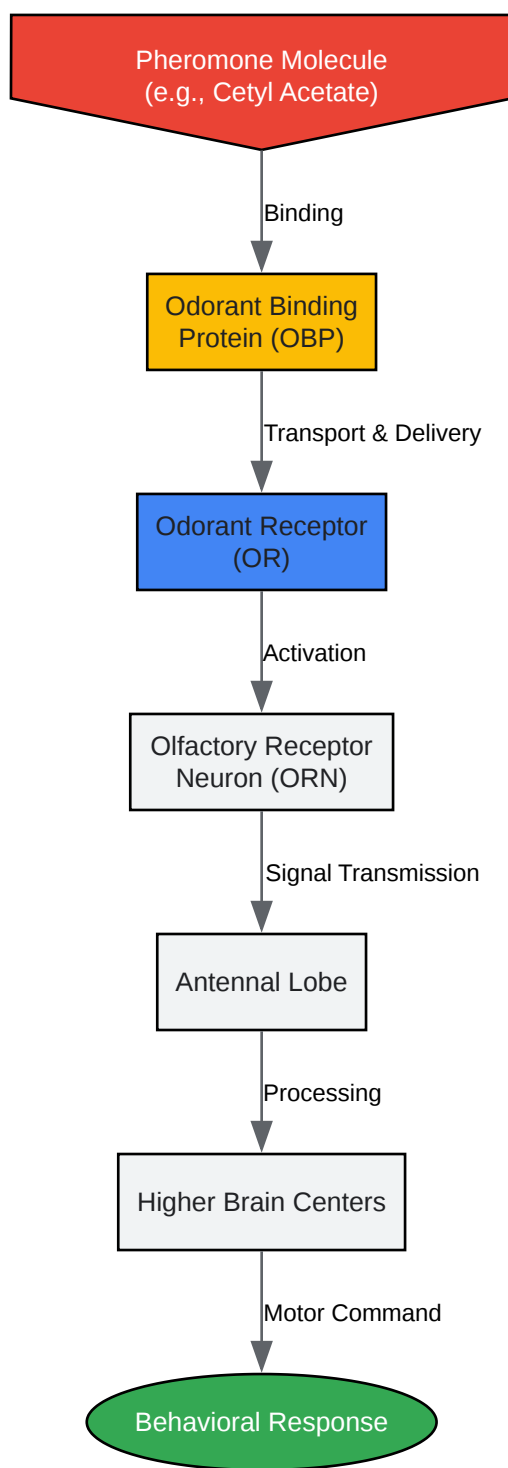 Pheromone Molecule
(e.g., Cetyl Acetate)
Binding
Odorant Binding
Protein (OBP)
Transport & Delivery
Odorant Receptor
(OR)
Activation
Olfactory Receptor
Neuron (ORN)
Signal Transmission
Antennal Lobe
Processing
Higher Brain Centers
Motor Command
Behavioral Response